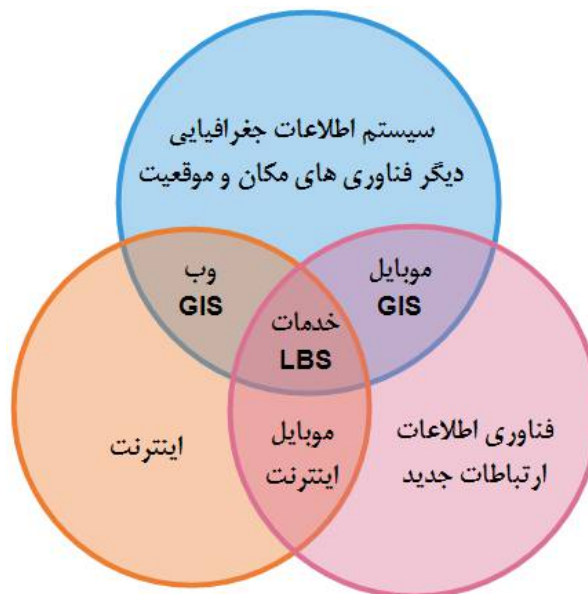 سیستم اطلاعات جغرافیایی
دیگر فناوری های مکان و موقعیت
وب
GIS
موبایل
GIS
خدمات
LBS
اینترنت
موبایل
اینترنت
فناوری اطلاعات
ارتباطات جدید